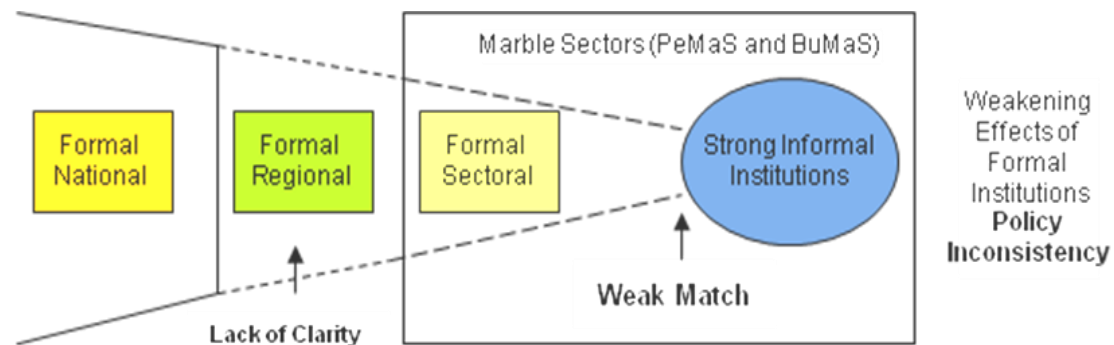 Marble Sectors (PeMaS and BuMaS)
Formal
National
Formal
Regional
Formal
Sectoral
Strong Informal
Institutions
Weakening
Effects of
Formal
Institutions
Policy
Inconsistency
Weak Match
Lack of Clarity